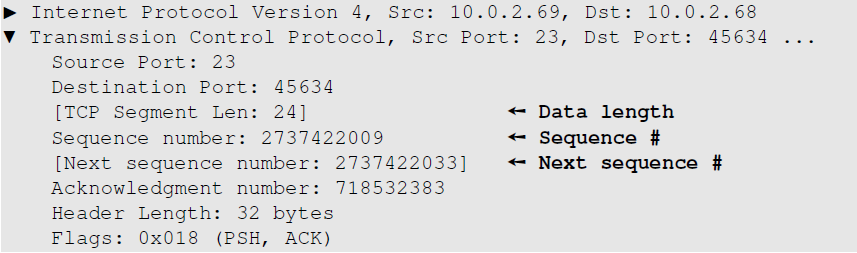 ▶ Internet Protocol Version 4, Src: 10.0.2.69, Dst: 10.0.2.68
▼ Transmission Control Protocol, Src Port: 23, Dst Port: 45634 ...
Source Port: 23
Destination Port: 45634
[TCP Segment Len: 24] ← Data length
Sequence number: 2737422009 ← Sequence #
[Next sequence number: 2737422033] ← Next sequence #
Acknowledgment number: 718532383
Header Length: 32 bytes
Flags: 0x018 (PSH, ACK)